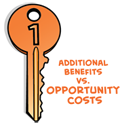 1
ADDITIONAL
BENEFITS
VS.
OPPORTUNITY
COSTS